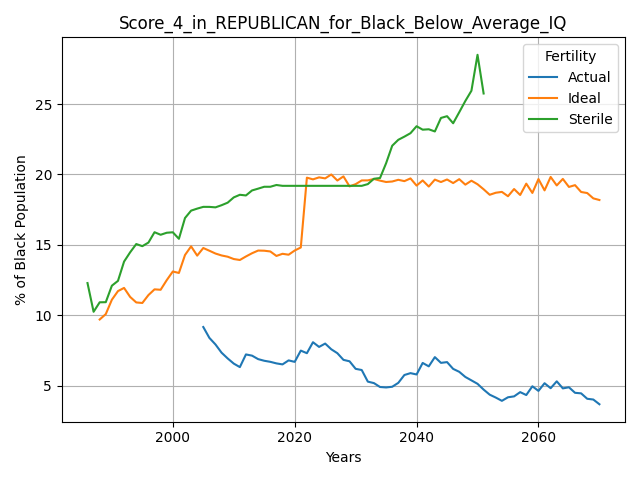 Score_4_in_REPUBLICAN_for_Black_Below_Average_IQ
Fertility
Actual
Ideal
Sterile
% of Black Population
25
20
15
10
5
2000
2020
2040
2060
Years